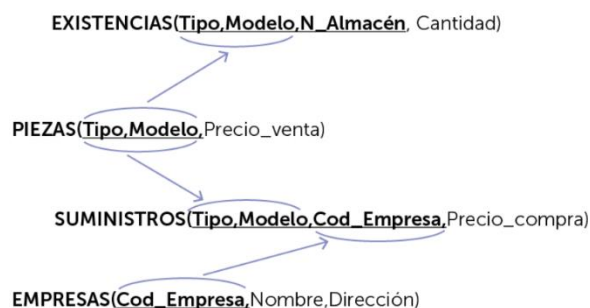 EXISTENCIAS(Tipo,Modelo,N_Almacén, Cantidad)
PIEZAS(Tipo,Modelo,Precio_venta)
SUMINISTROS(Tipo,Modelo,Cod_Empresa,Precio_compra)
EMPRESAS(Cod_Empresa,Nombre,Dirección)